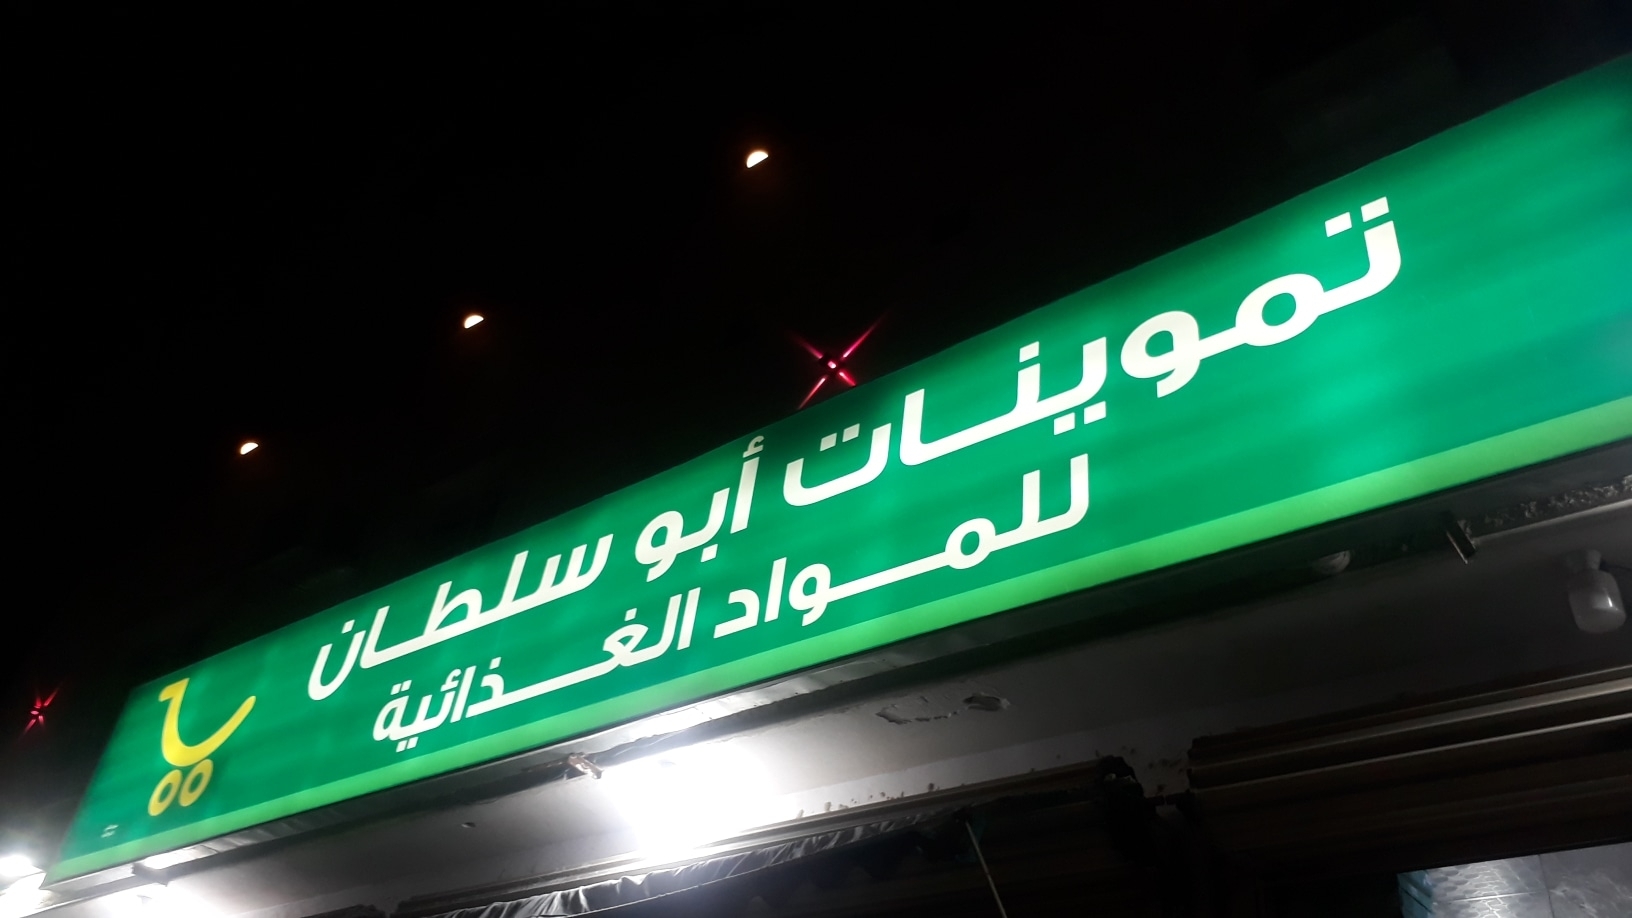 تموينات أبو سلطان
للمواد الغذائية